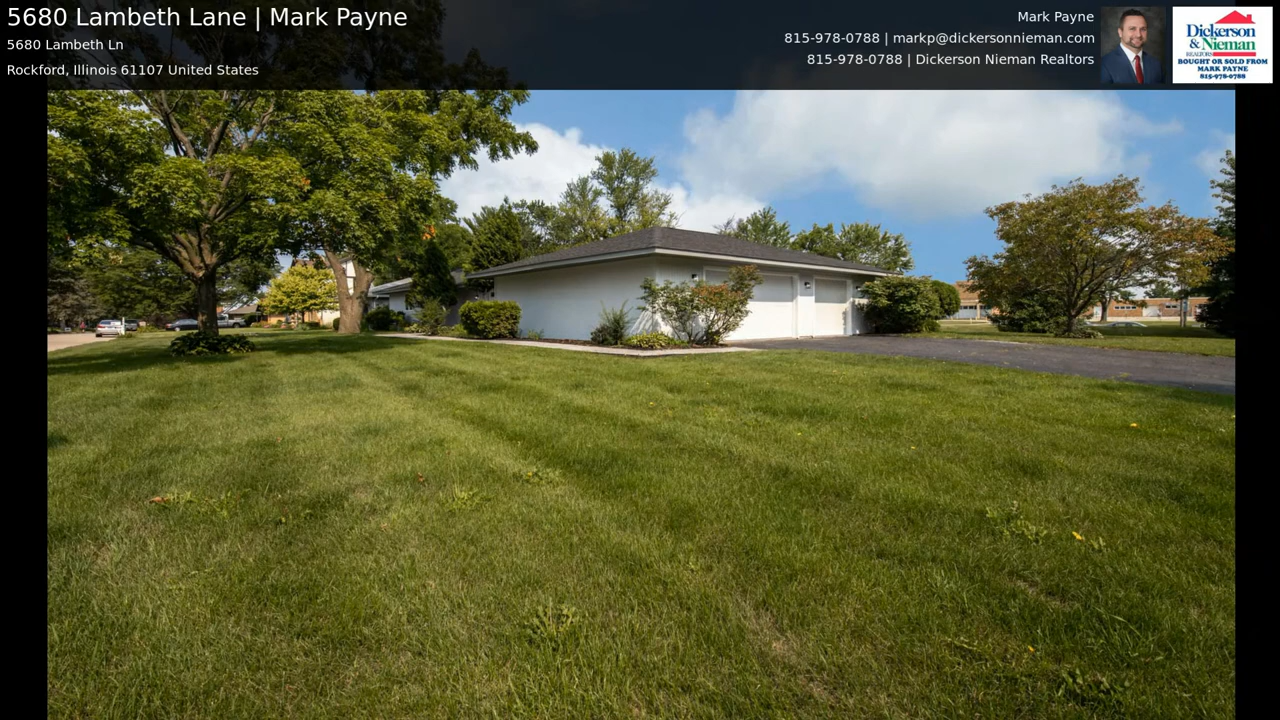 5680 Lambeth Lane | Mark Payne
5680 Lambeth Ln
Rockford, Illinois 61107 United States
Mark Payne
815-978-0788 | markp@dickersonnieman.com
815-978-0788 | Dickerson Nieman Realtors
Dickerson
& Nieman
REALTORS
BOUGHT OR SOLD FROM
MARK PAYNE
815-978-0788